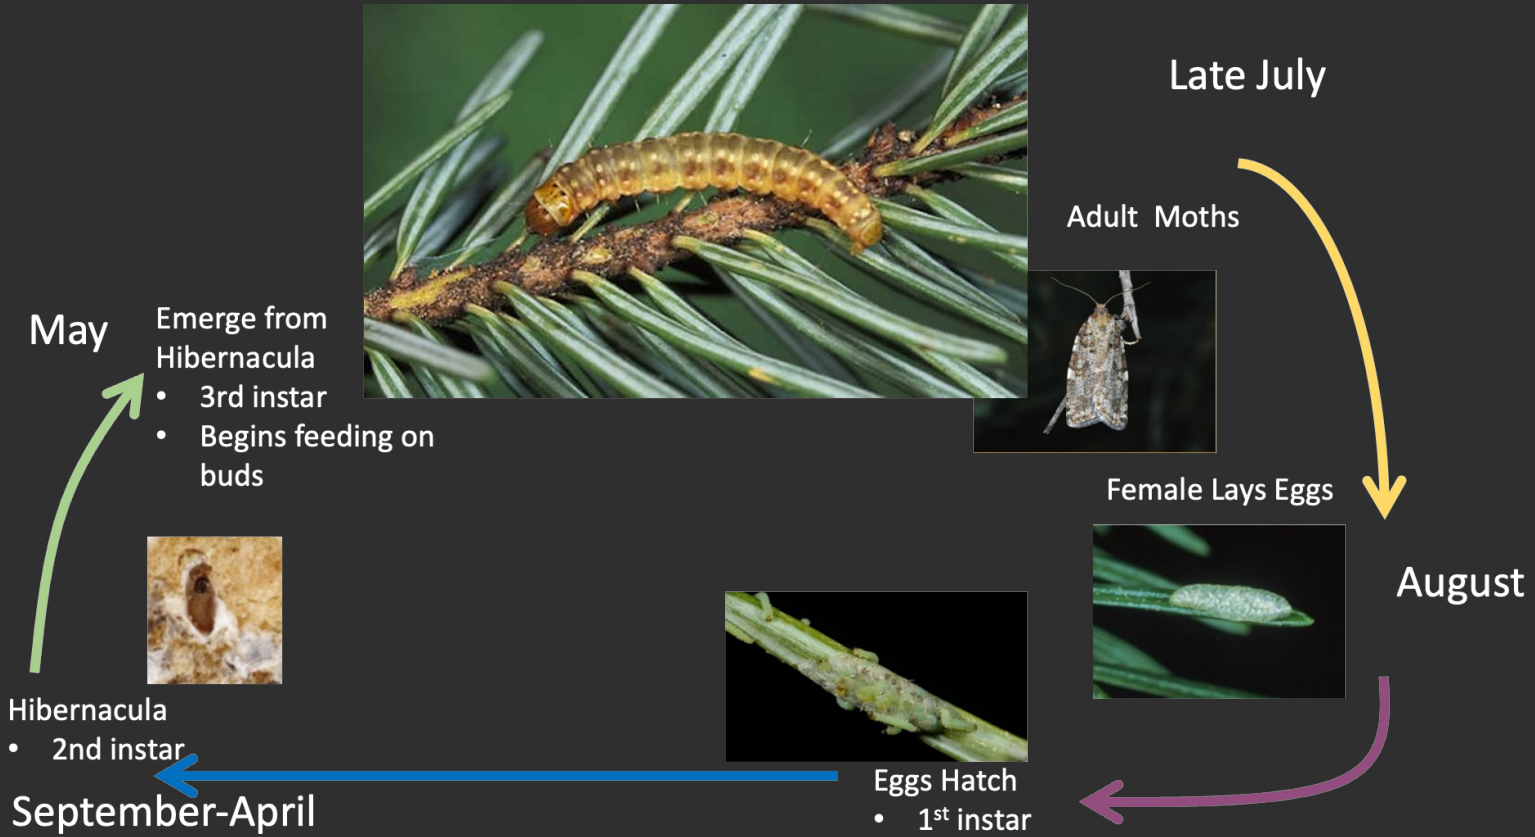 Late July
Adult Moths
May
Emerge from
Hibernacula
• 3rd instar
• Begins feeding on
buds
Female Lays Eggs
August
Hibernacula
• 2nd instar
September-April
Eggs Hatch
• 1st instar